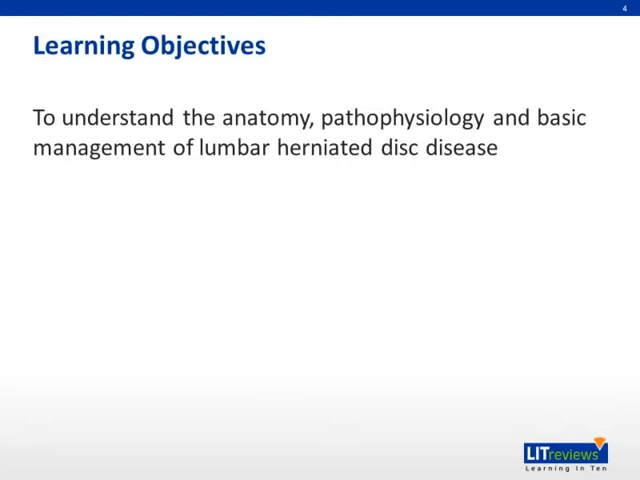 4
Learning Objectives
To understand the anatomy, pathophysiology and basic
management of lumbar herniated disc disease
LITreviews
Learning In Ten